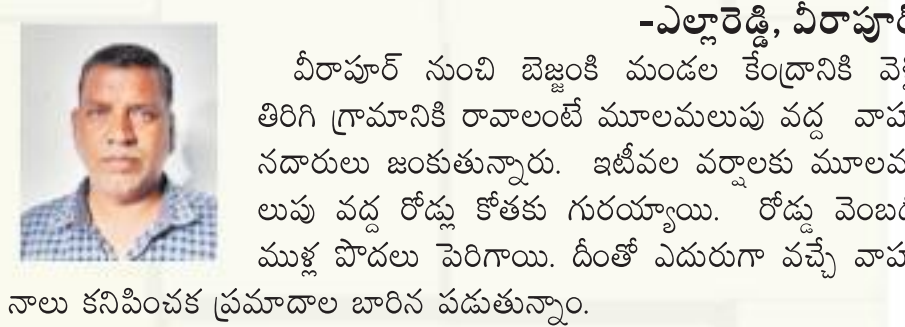 -ఎల్లారెడ్డి, వీరాపూర్
వీరాపూర్ నుంచి బెజ్జంకి మండల కేంద్రానికి వెళ్లి
తిరిగి గ్రామానికి రావాలంటే మూలమలుపు వద్ద వాహ
నదారులు జంకుతున్నారు. ఇటీవల వర్షాలకు మూలమ
లుపు వద్ద రోడ్లు కోతకు గురయ్యాయి. రోడ్డు వెంబడి
ముళ్ల పొదలు పెరిగాయి. దీంతో ఎదురుగా వచ్చే వాహ
నాలు కనిపించక ప్రమాదాల బారిన పడుతున్నాం.